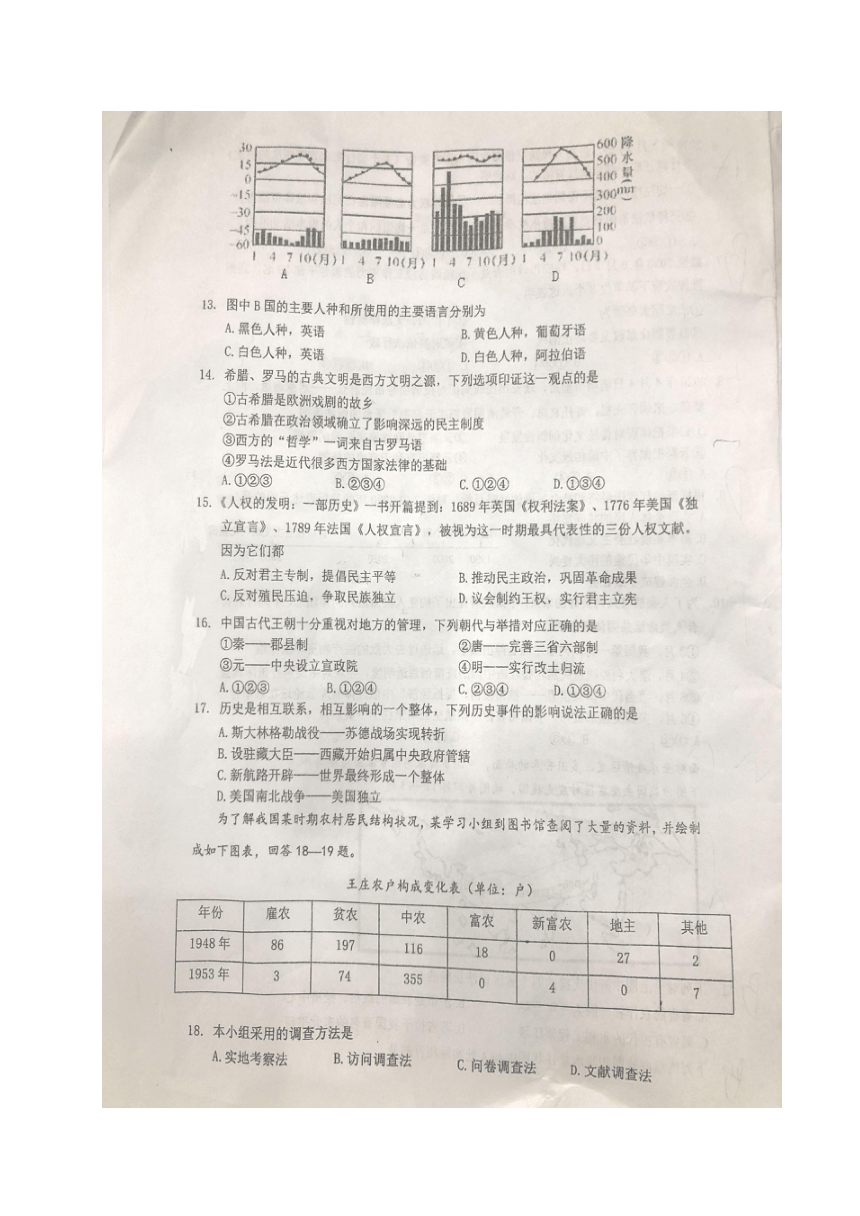 30
15
0
-15
-30
-45
-60
600 降
500 水
400 量
300(mm)
200
100
0
1 4 7 10(月) 1 4 7 10(月) 1 4 7 10(月) 1 4 7 10(月)
A B C D
13. 图中B国的主要人种和所使用的主要语言分别为
A.黑色人种，英语 B.黄色人种，葡萄牙语
C.白色人种，英语 D.白色人种，阿拉伯语
14. 希腊、罗马的古典文明是西方文明之源，下列选项印证这一观点的是
①古希腊是欧洲戏剧的故乡
②古希腊在政治领域确立了影响深远的民主制度
③西方的“哲学”一词来自古罗马语
④罗马法是近代很多西方国家法律的基础
A.①②③ B.②③④ C.①②④ D.①③④
15.《人权的发明：一部历史》一书开篇提到：1689年英国《权利法案》、1776年美国《独
立宣言》、1789年法国《人权宣言》，被视为这一时期最具代表性的三份人权文献。
因为它们都
A.反对君主专制，提倡民主平等 B.推动民主政治，巩固革命成果
C.反对殖民压迫，争取民族独立 D.议会制约王权，实行君主立宪
16. 中国古代王朝十分重视对地方的管理，下列朝代与举措对应正确的是
①秦——郡县制 ②唐——完善三省六部制
③元——中央设立宣政院 ④明——实行改土归流
A.①②③ B.①②④ C.②③④ D.①③④
17. 历史是相互联系，相互影响的一个整体，下列历史事件的影响说法正确的是
A.斯大林格勒战役——苏德战场实现转折
B.设驻藏大臣——西藏开始归属中央政府管辖
C.新航路开辟——世界最终形成一个整体
D.美国南北战争——美国独立
为了解我国某时期农村居民结构状况，某学习小组到图书馆查阅了大量的资料，并绘制
成如下图表，回答18—19题。
王庄农户构成变化表（单位：户）
年份 雇农 贫农 中农 富农 新富农 地主 其他
1948年 86 197 116 18 0 27 2
1953年 3 74 355 0 4 0 7
18. 本小组采用的调查方法是
A.实地考察法 B.访问调查法 C.问卷调查法 D.文献调查法